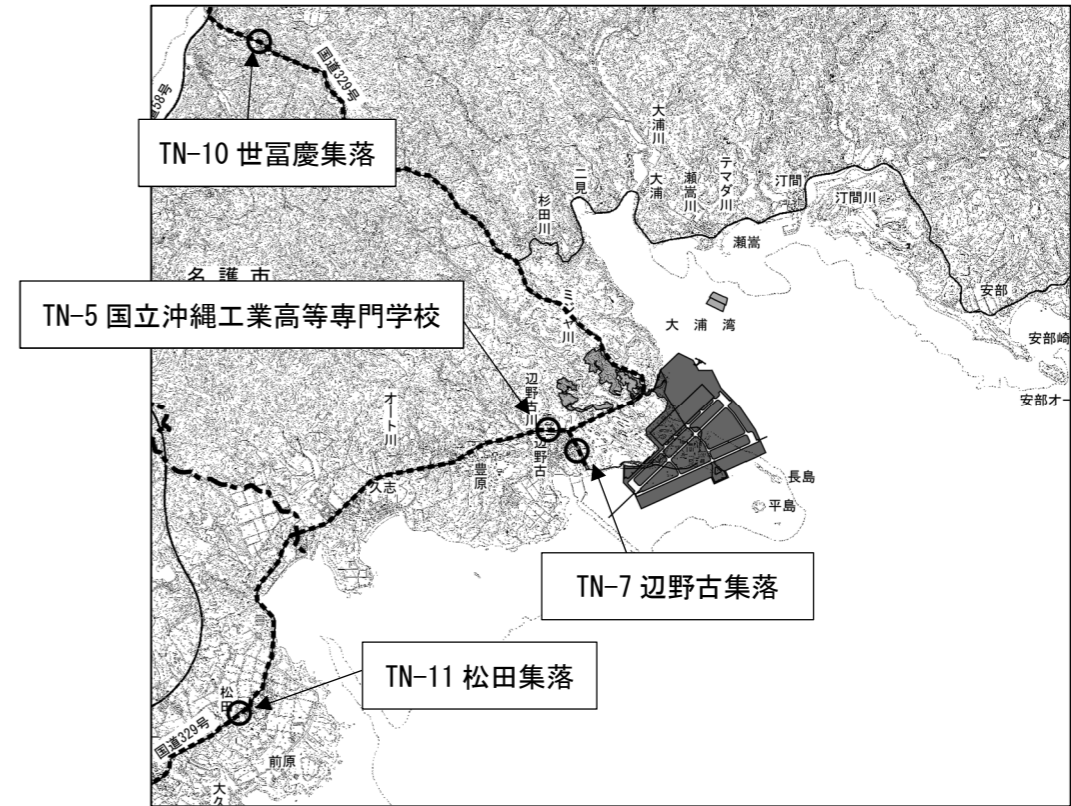 国道329号
道58号
TN-10 世冨慶集落
大浦川
大浦
瀬嵩川
テマダ川
汀間
汀間川
二見
杉田川
瀬嵩
名護市
安部
TN-5 国立沖縄工業高等専門学校
ミジャ川
大浦湾
安部崎
安部オー
辺野古川
辺野古
オート川
豊原
久志
長島
平島
TN-7 辺野古集落
TN-11 松田集落
松田
国道329号
前原
大久